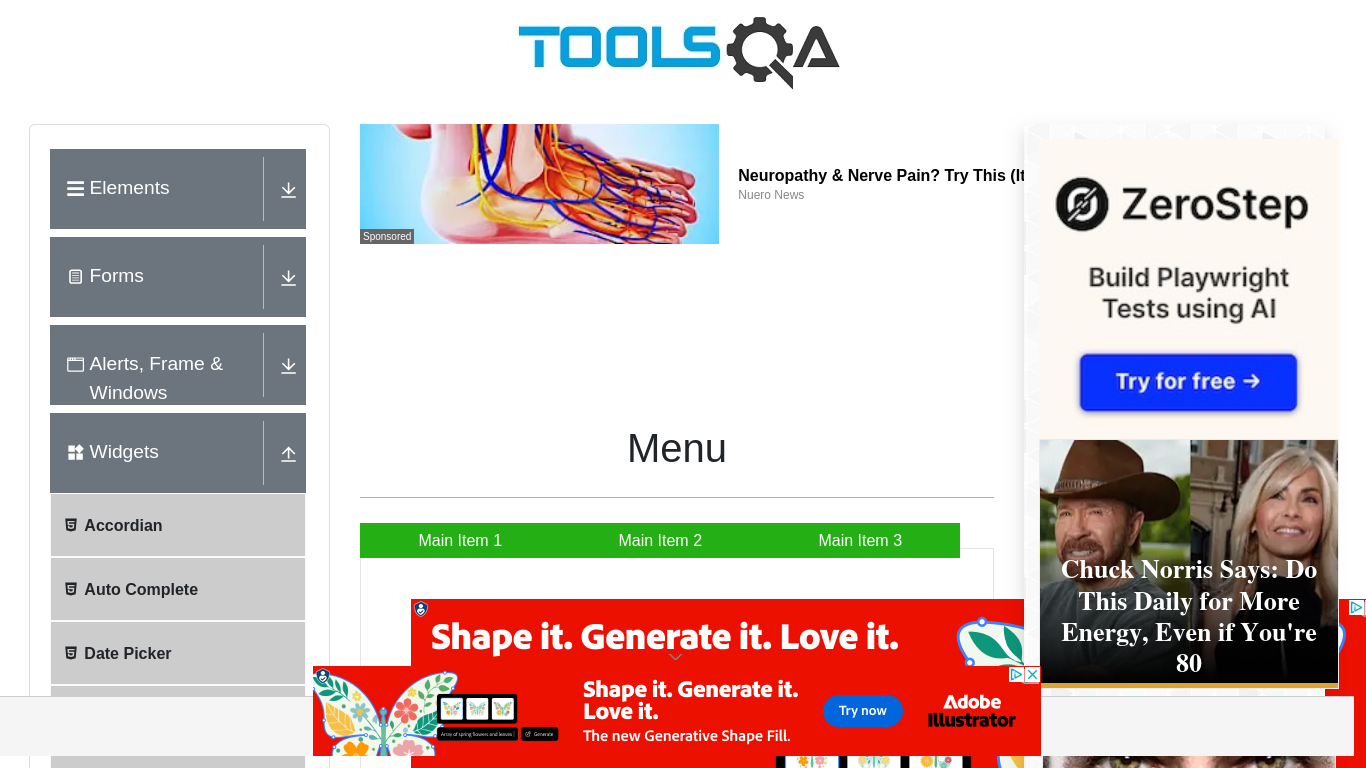 TOOLSQA
Elements
Forms
Alerts, Frame &
Windows
Widgets
Accordian
Auto Complete
Date Picker
Sponsored
Neuropathy & Nerve Pain? Try This (It
Nuero News
Menu
Main Item 1
Main Item 2
Main Item 3
ZeroStep
Build Playwright
Tests using AI
Try for free →
Chuck Norris Says: Do
This Daily for More
Energy, Even if You're
80
Shape it. Generate it. Love it.
Array of spring flowers and leaves
Generate
Shape it. Generate it.
Love it.
The new Generative Shape Fill.
Try now
Adobe
Illustrator